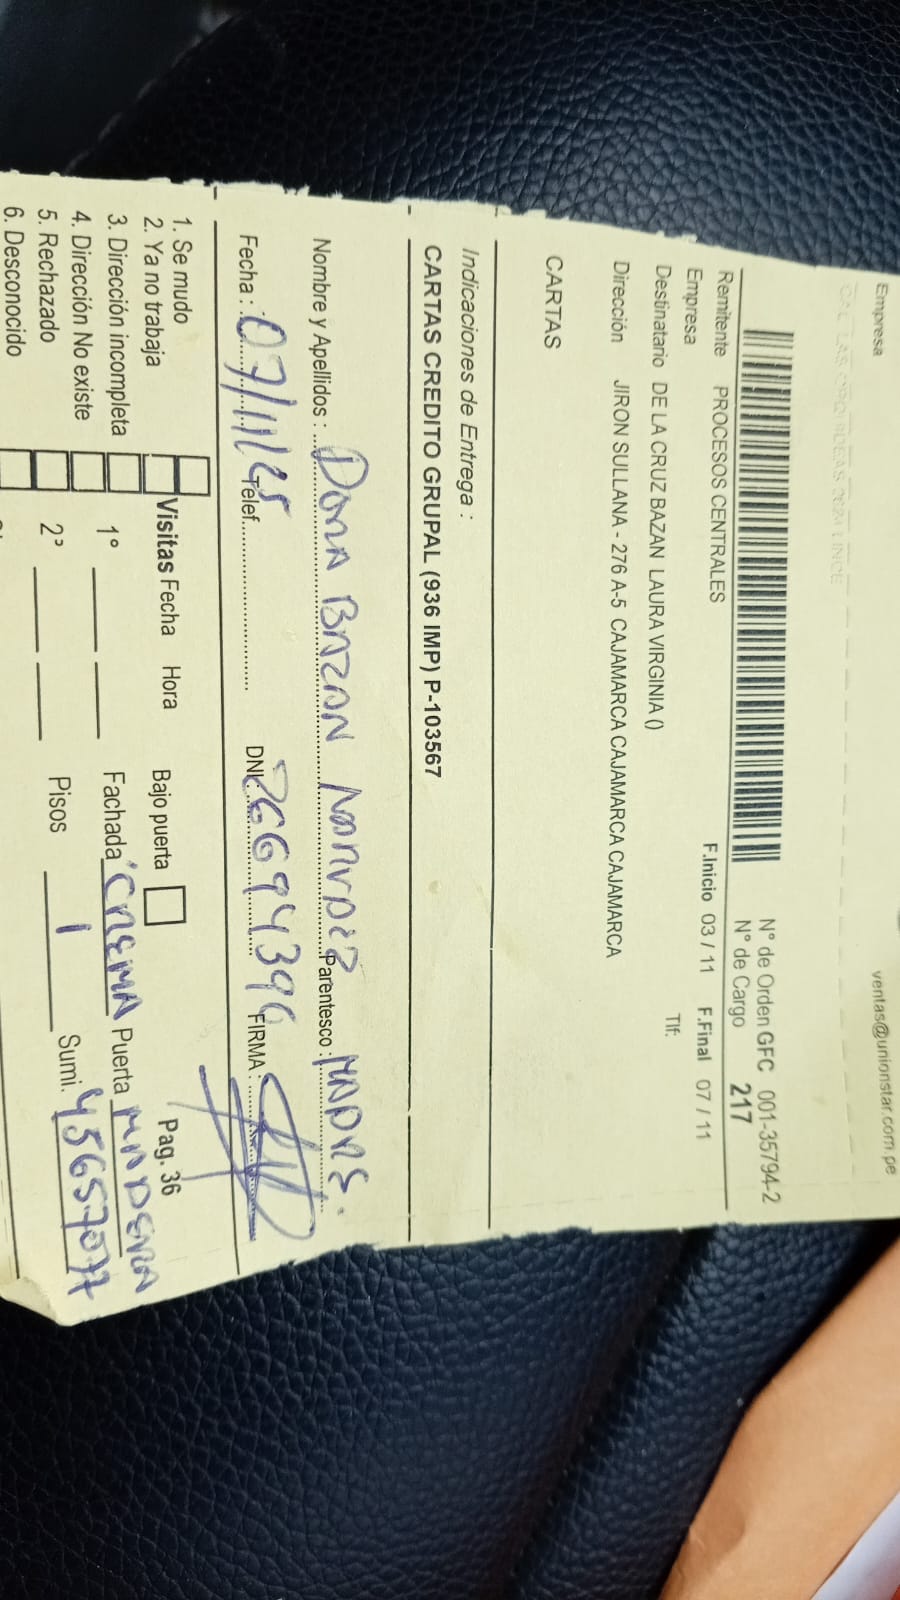 Empresa ventas@unionstar.com.pe
N° de Orden GFC 001-35794-2
N° de Cargo 217
Remitente PROCESOS CENTRALES F.Inicio 03 / 11 F.Final 07 / 11
Empresa Tlf:
Destinatario DE LA CRUZ BAZAN LAURA VIRGINIA ()
Dirección JIRON SULLANA - 276 A-5 CAJAMARCA CAJAMARCA CAJAMARCA
CARTAS
Indicaciones de Entrega :
CARTAS CREDITO GRUPAL (936 IMP) P-103567
Nombre y Apellidos : BAZAN Parentesco : MADRE.
Fecha : 07/11/25 Telef. DNI 26694396 FIRMA :
1. Se mudo
2. Ya no trabaja Visitas Fecha Hora Bajo puerta Pag. 36
3. Dirección incompleta 1° Fachada CREMA Puerta MADERA
4. Dirección No existe
5. Rechazado 2° Pisos 1 Sumi. 45657077
6. Desconocido